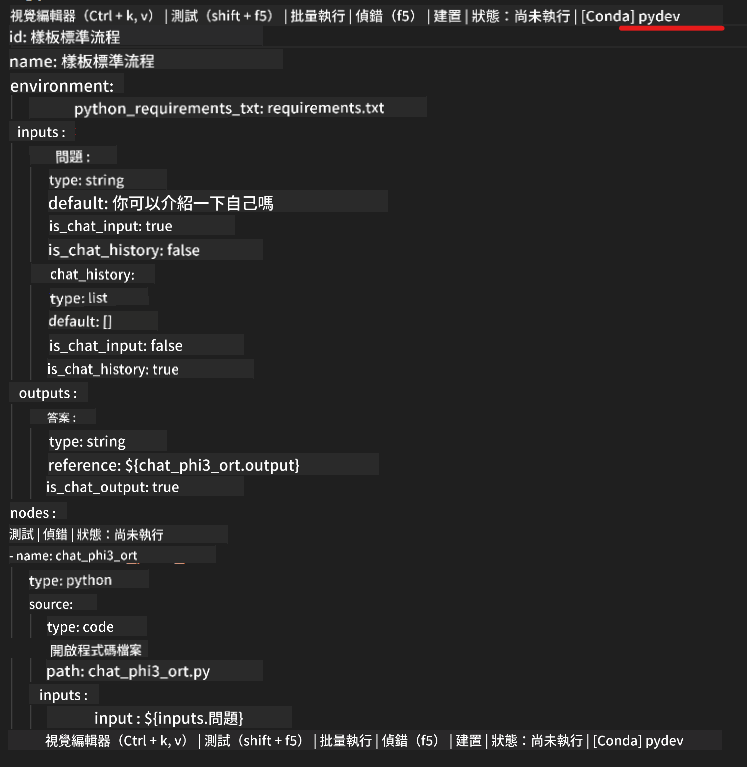 視覺編輯器（Ctrl + k, v） | 測試（shift + f5） | 批量執行 | 偵錯（f5） | 建置 | 狀態：尚未執行 | [Conda] pydev
id: 樣板標準流程
name: 樣板標準流程
environment:
python_requirements_txt: requirements.txt
inputs :
問題 :
type: string
default: 你可以介紹一下自己嗎
is_chat_input: true
is_chat_history: false
chat_history:
type: list
default: []
is_chat_input: false
is_chat_history: true
outputs :
答案 :
type: string
reference: ${chat_phi3_ort.output}
is_chat_output: true
nodes :
測試 | 偵錯 | 狀態：尚未執行
- name: chat_phi3_ort
type: python
source:
type: code
開啟程式碼檔案
path: chat_phi3_ort.py
inputs :
input : ${inputs.問題}
視覺編輯器（Ctrl + k, v） | 測試（shift + f5） | 批量執行 | 偵錯（f5） | 建置 | 狀態：尚未執行 | [Conda] pydev